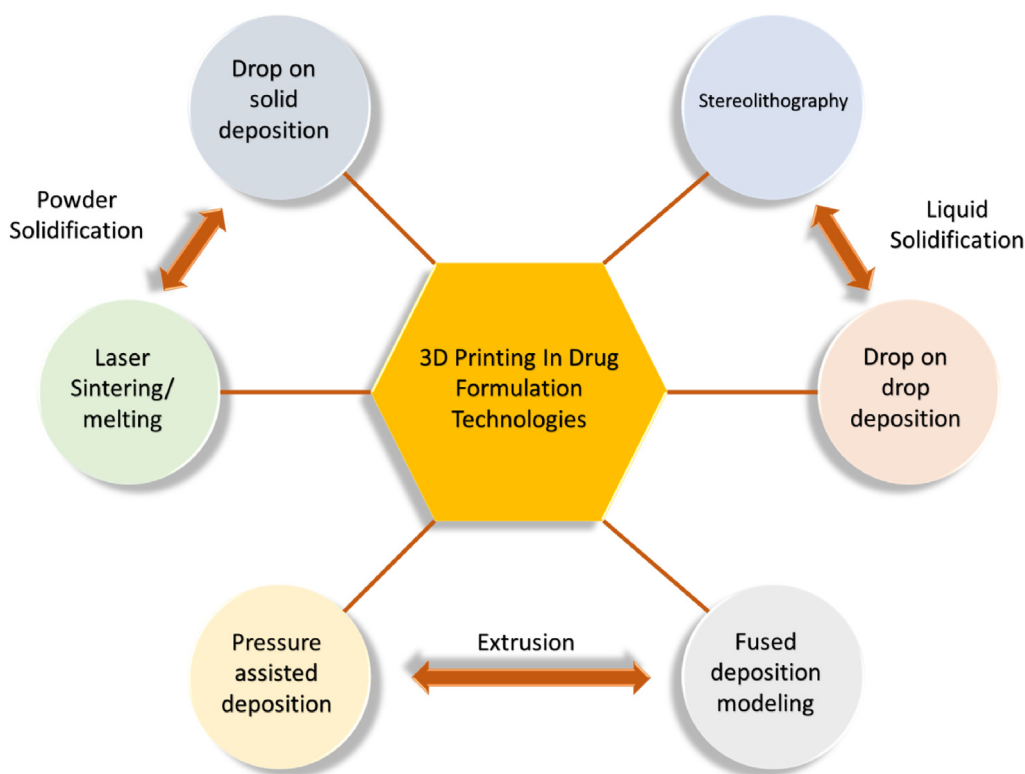 Drop on
solid
deposition
Stereolithography
Powder
Solidification
Liquid
Solidification
Laser
Sintering/
melting
3D Printing In Drug
Formulation
Technologies
Drop on
drop
deposition
Pressure
assisted
deposition
Extrusion
Fused
deposition
modeling